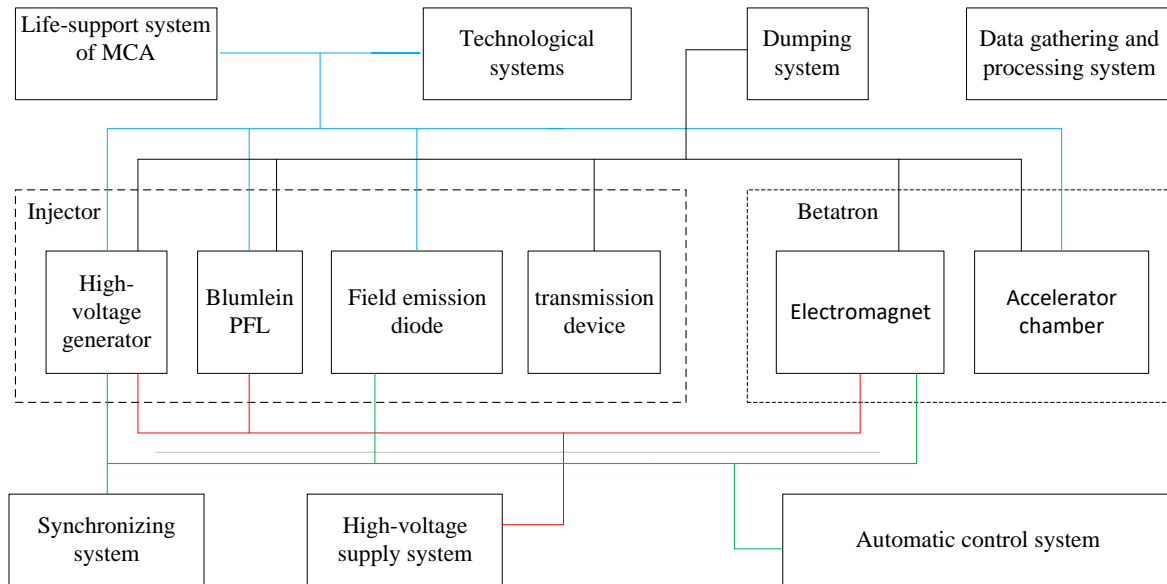 Life-support system
of MCA
Technological
systems
Dumping
system
Data gathering and
processing system
Injector
Betatron
High-
voltage
generator
Blumlein
PFL
Field emission
diode
transmission
device
Electromagnet
Accelerator
chamber
Synchronizing
system
High-voltage
supply system
Automatic control system